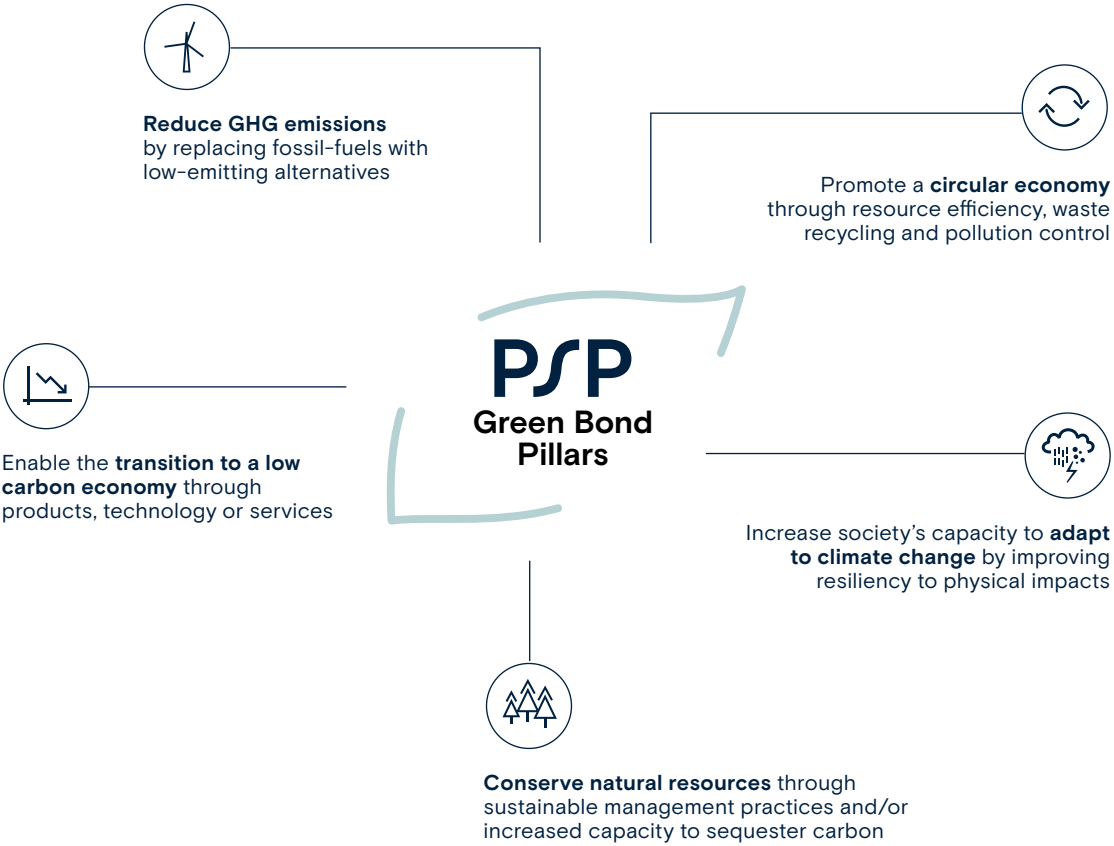 Reduce GHG emissions
by replacing fossil-fuels with
low-emitting alternatives
Promote a circular economy
through resource efficiency, waste
recycling and pollution control
PSP
Green Bond
Pillars
Enable the transition to a low
carbon economy through
products, technology or services
Increase society’s capacity to adapt
to climate change by improving
resiliency to physical impacts
Conserve natural resources through
sustainable management practices and/or
increased capacity to sequester carbon